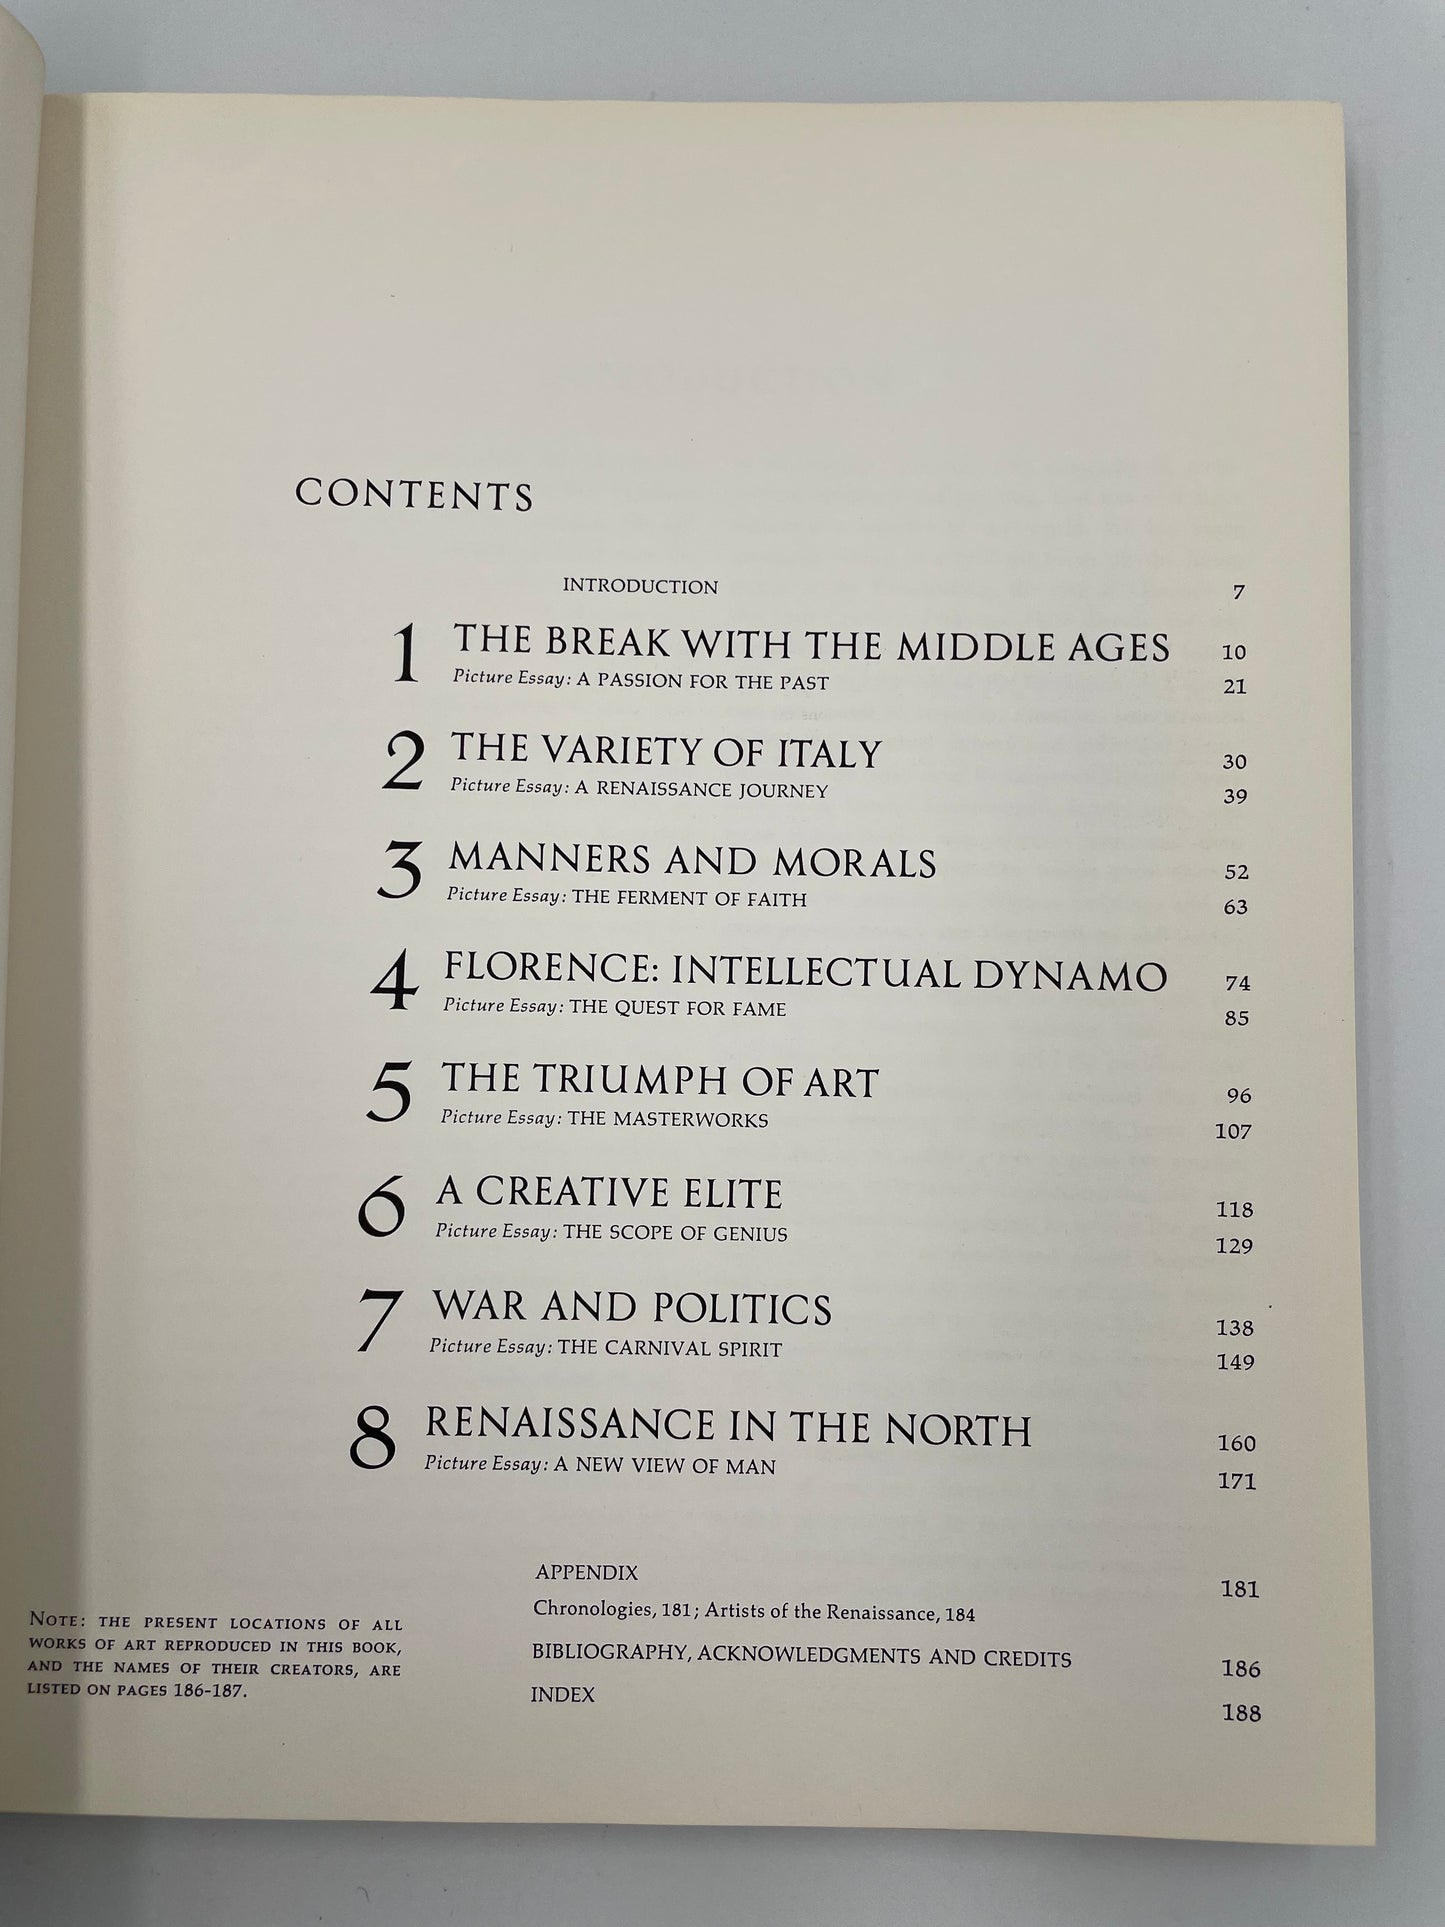 CONTENTS
INTRODUCTION 7
1 THE BREAK WITH THE MIDDLE AGES 10
Picture Essay: A PASSION FOR THE PAST 21
2 THE VARIETY OF ITALY 30
Picture Essay: A RENAISSANCE JOURNEY 39
3 MANNERS AND MORALS 52
Picture Essay: THE FERMENT OF FAITH 63
4 FLORENCE: INTELLECTUAL DYNAMO 74
Picture Essay: THE QUEST FOR FAME 85
5 THE TRIUMPH OF ART 96
Picture Essay: THE MASTERWORKS 107
6 A CREATIVE ELITE 118
Picture Essay: THE SCOPE OF GENIUS 129
7 WAR AND POLITICS 138
Picture Essay: THE CARNIVAL SPIRIT 149
8 RENAISSANCE IN THE NORTH 160
Picture Essay: A NEW VIEW OF MAN 171
APPENDIX 181
Chronologies, 181; Artists of the Renaissance, 184
BIBLIOGRAPHY, ACKNOWLEDGMENTS AND CREDITS 186
INDEX 188
NOTE: THE PRESENT LOCATIONS OF ALL
WORKS OF ART REPRODUCED IN THIS BOOK,
AND THE NAMES OF THEIR CREATORS, ARE
LISTED ON PAGES 186-187.